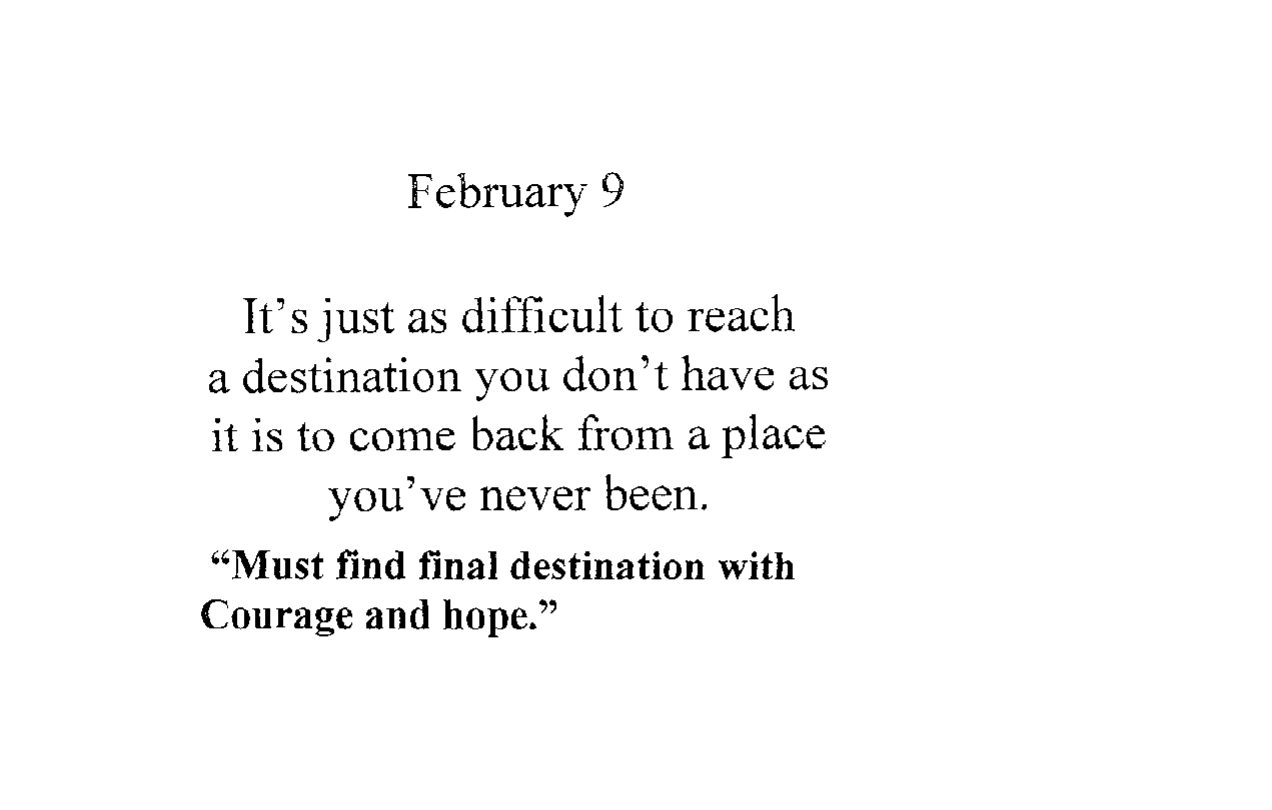 February 9
It’s just as difficult to reach
a destination you don’t have as
it is to come back from a place
you’ve never been.
“Must find final destination with
Courage and hope.”